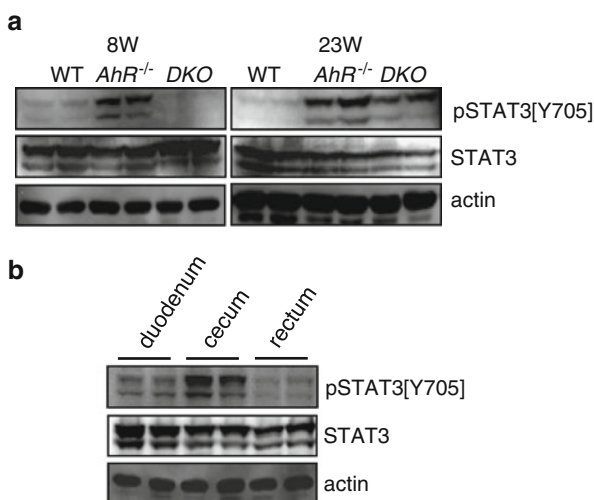 a
8W 23W
WT AhR-/- DKO WT AhR-/- DKO
pSTAT3[Y705]
STAT3
actin
b
duodenum cecum rectum
pSTAT3[Y705]
STAT3
actin